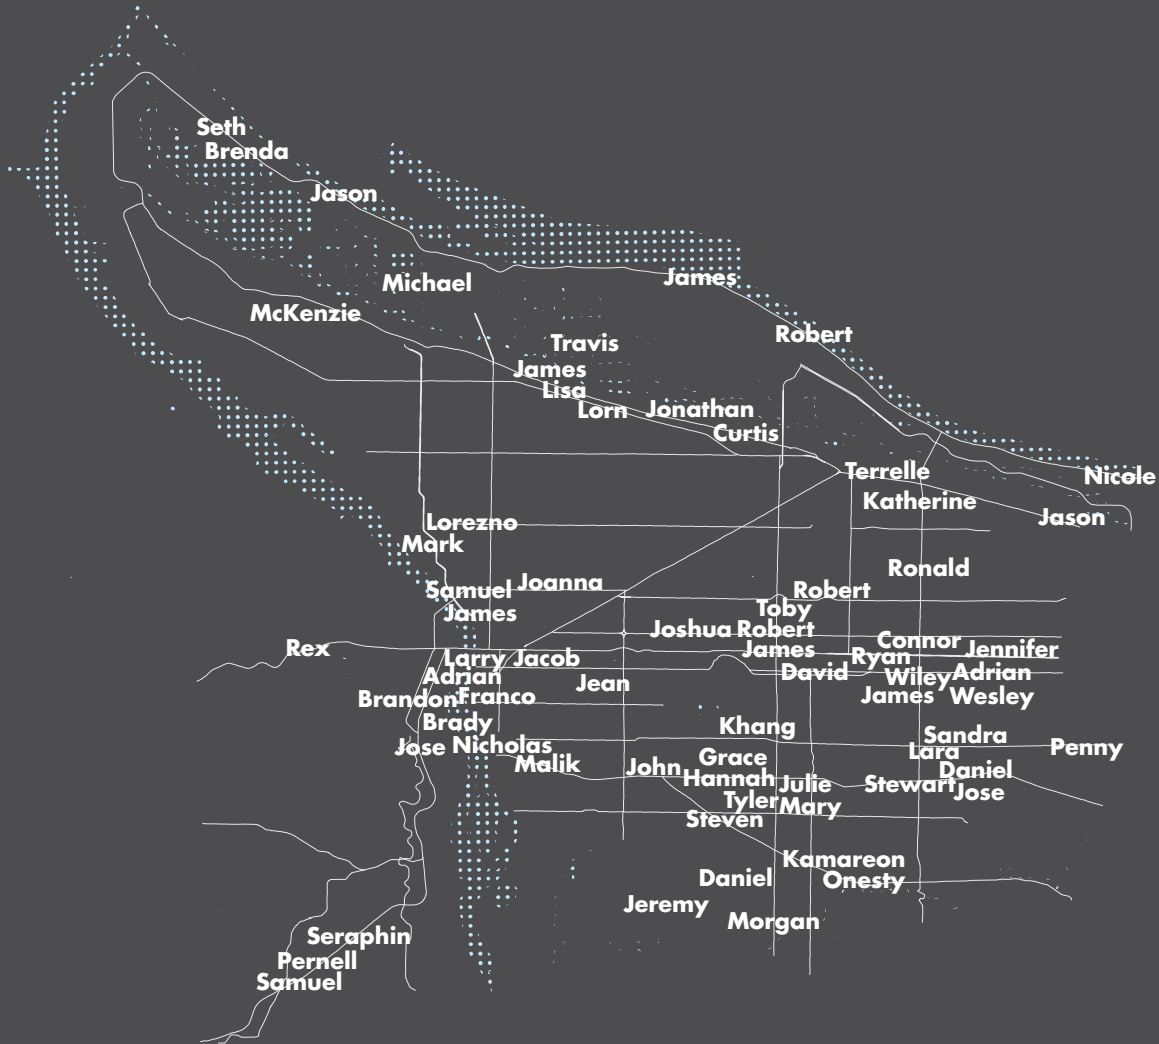 Seth
Brenda
Jason
Michael
James
McKenzie
Robert
Travis
James
Lisa
Lorn
Jonathan
Curtis
Terrelle
Nicole
Katherine
Jason
Lorezno
Mark
Ronald
Samuel
Joanna
Robert
James
Toby
Joshua
Robert
Connor
Jennifer
Rex
James
Larry
Jacob
Ryan
Adrian
David
Wiley
Adrian
Jean
Brandon
Franco
James
Wesley
Brady
Khang
Sandra
Jose
Nicholas
Lara
Penny
Malik
John
Grace
Daniel
Hannah
Julie
Stewart
Jose
Tyler
Mary
Steven
Kamareon
Daniel
Onesty
Jeremy
Morgan
Seraphin
Pernell
Samuel